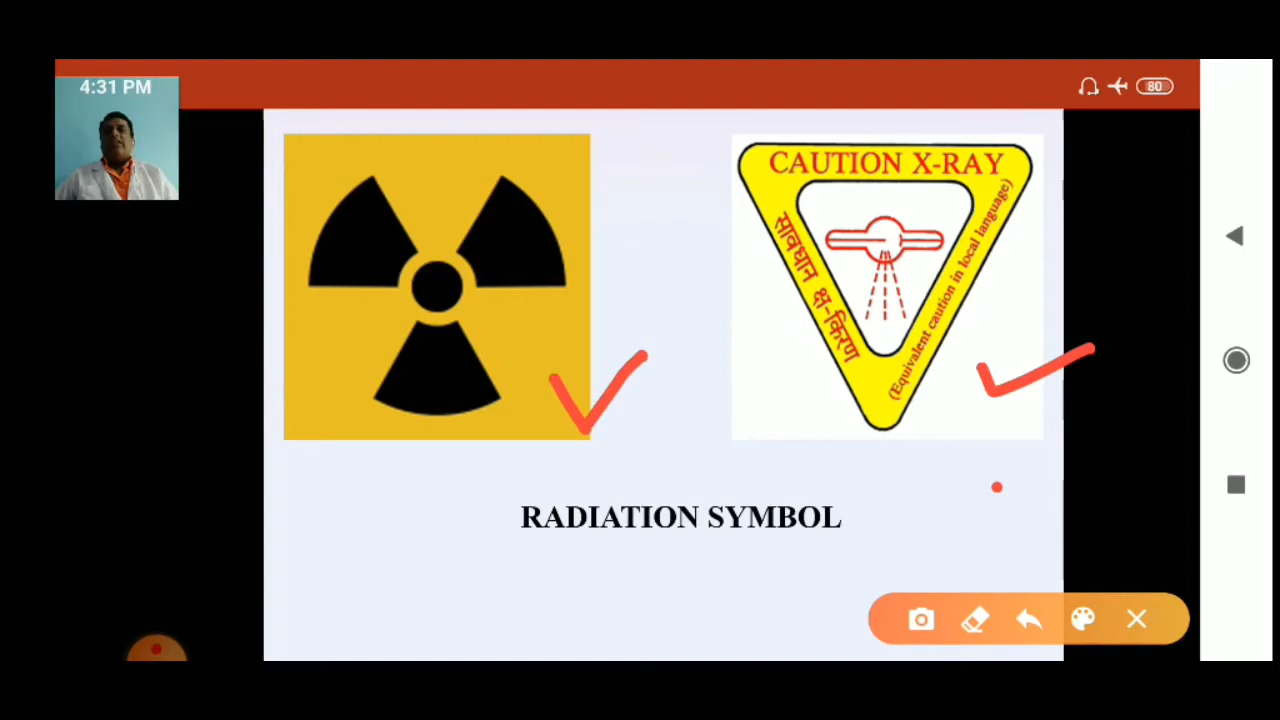 4:31 PM
80
CAUTION X-RAY
सावधान क्ष-किरण
(Equivalent caution in local language)
RADIATION SYMBOL